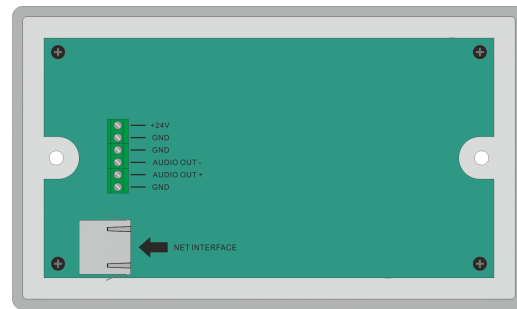 +24V
GND
GND
AUDIO OUT -
AUDIO OUT +
GND
NET INTERFACE